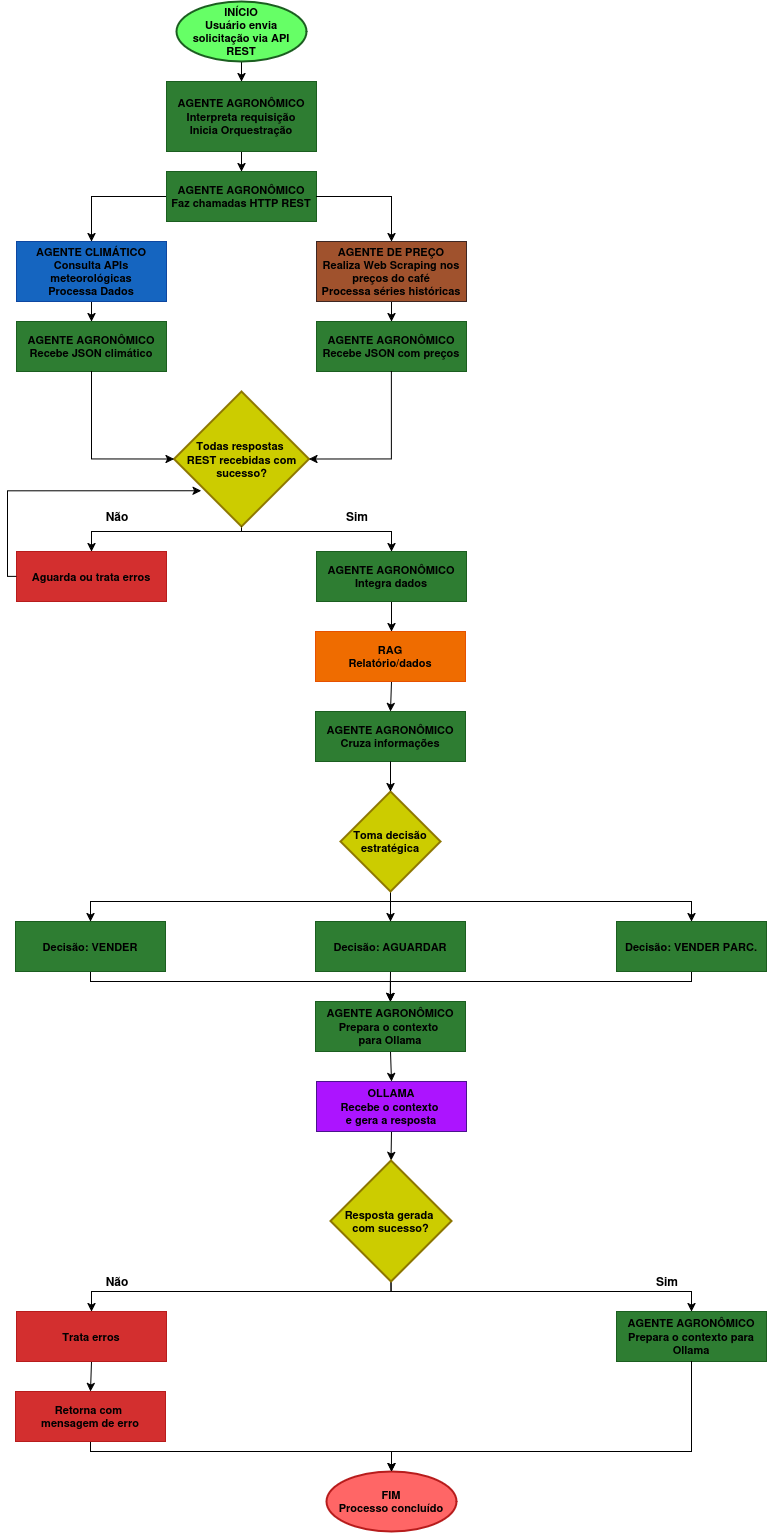 INÍCIO
Usuário envia
solicitação via API
REST
AGENTE AGRONÔMICO
Interpreta requisição
Inicia Orquestração
AGENTE AGRONÔMICO
Faz chamadas HTTP REST
AGENTE CLIMÁTICO
Consulta APIs
meteorológicas
Processa Dados
AGENTE DE PREÇO
Realiza Web Scraping nos
preços do café
Processa séries históricas
AGENTE AGRONÔMICO
Recebe JSON climático
AGENTE AGRONÔMICO
Recebe JSON com preços
Todas respostas
REST recebidas com
sucesso?
Não
Sim
Aguarda ou trata erros
AGENTE AGRONÔMICO
Integra dados
RAG
Relatório/dados
AGENTE AGRONÔMICO
Cruza informações
Toma decisão
estratégica
Decisão: VENDER
Decisão: AGUARDAR
Decisão: VENDER PARC.
AGENTE AGRONÔMICO
Prepara o contexto
para Ollama
OLLAMA
Recebe o contexto
e gera a resposta
Resposta gerada
com sucesso?
Não
Sim
Trata erros
AGENTE AGRONÔMICO
Prepara o contexto para
Ollama
Retorna com
mensagem de erro
FIM
Processo concluído